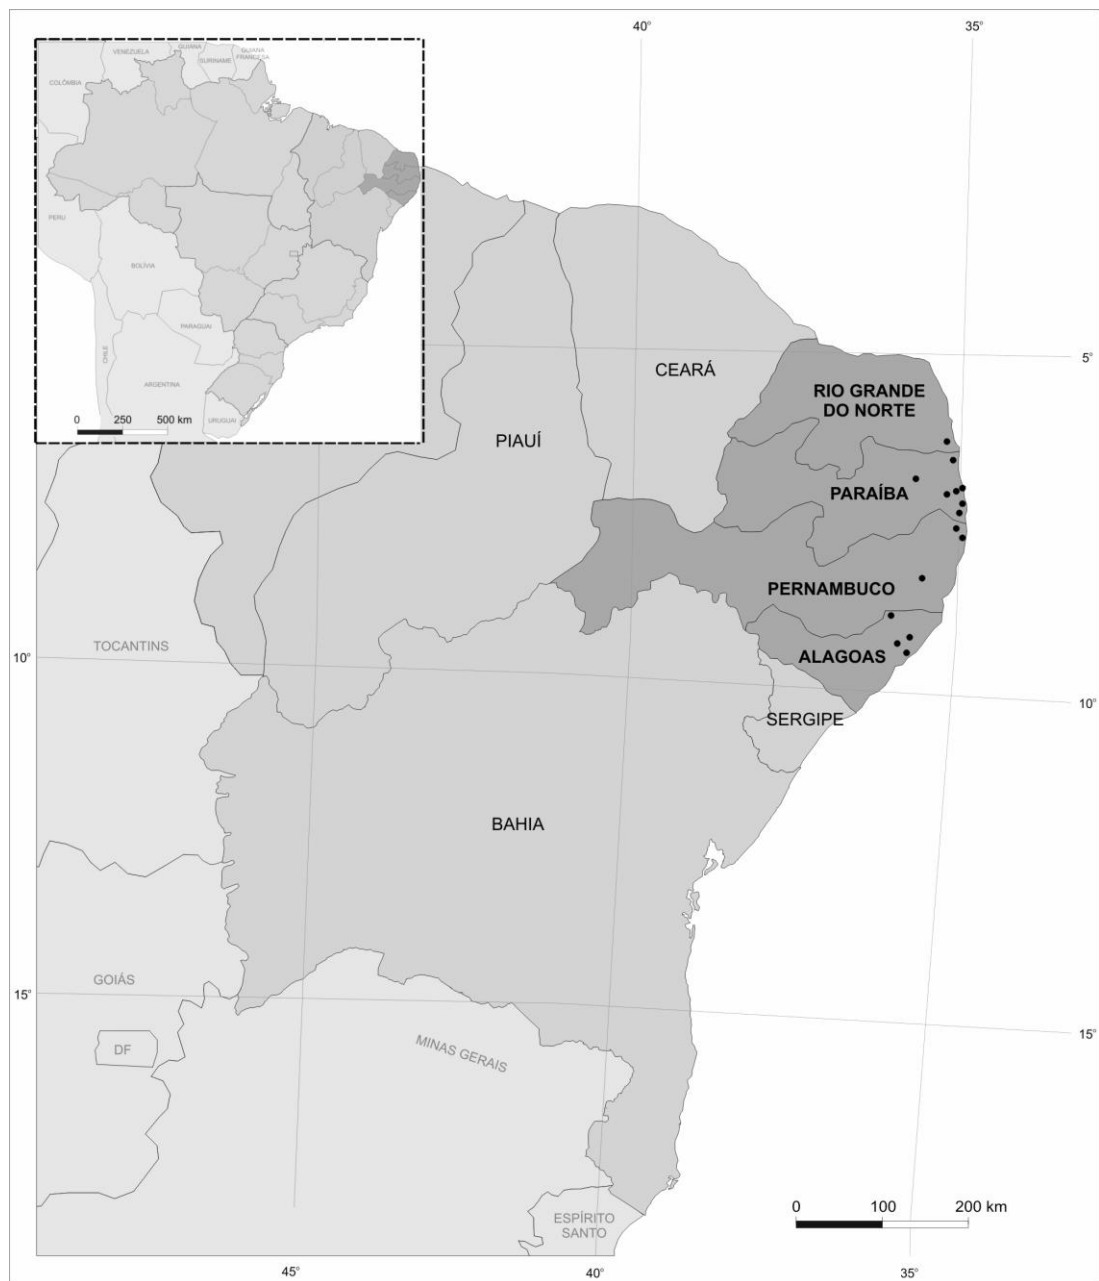 40°
35°
VENEZUELA
GUIANA
SURINAME
GUIANA
FRANCESA
COLÔMBIA
PERU
BOLÍVIA
PARAGUAI
CHILE
ARGENTINA
URUGUAI
0 250 500 km
5°
CEARÁ
RIO GRANDE
DO NORTE
PIAUÍ
PARAÍBA
PERNAMBUCO
TOCANTINS
10°
ALAGOAS
10°
SERGIPE
BAHIA
GOIÁS
15°
DF
MINAS GERAIS
15°
ESPÍRITO
SANTO
0 100 200 km
45°
40°
35°